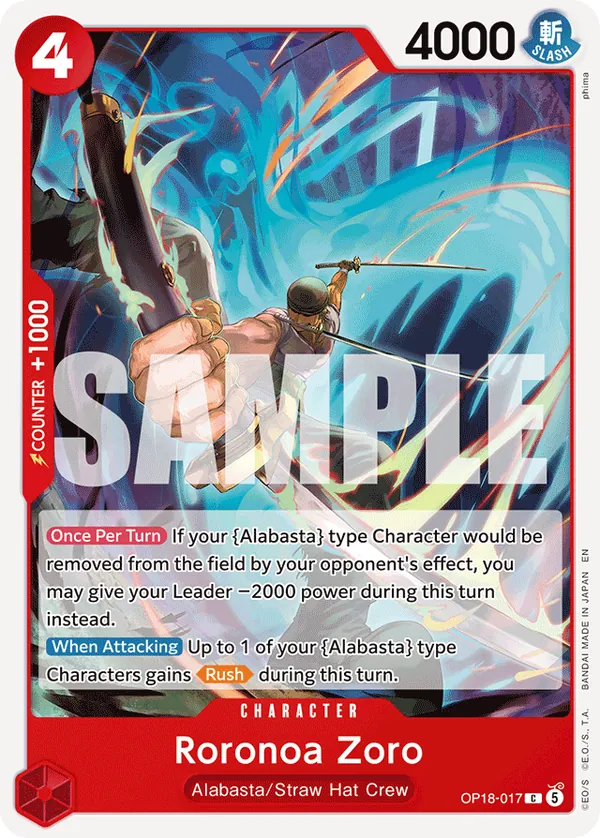 4
4000
斬
SLASH
phima
COUNTER +1000
SAMPLE
Once Per Turn If your {Alabasta} type Character would be
removed from the field by your opponent's effect, you
may give your Leader −2000 power during this turn
instead.
When Attacking Up to 1 of your {Alabasta} type
Characters gains Rush during this turn.
CHARACTER
Roronoa Zoro
Alabasta/Straw Hat Crew
OP18-017 C 5
©EO/S ©E.O./S., T.A. BANDAI MADE IN JAPAN EN